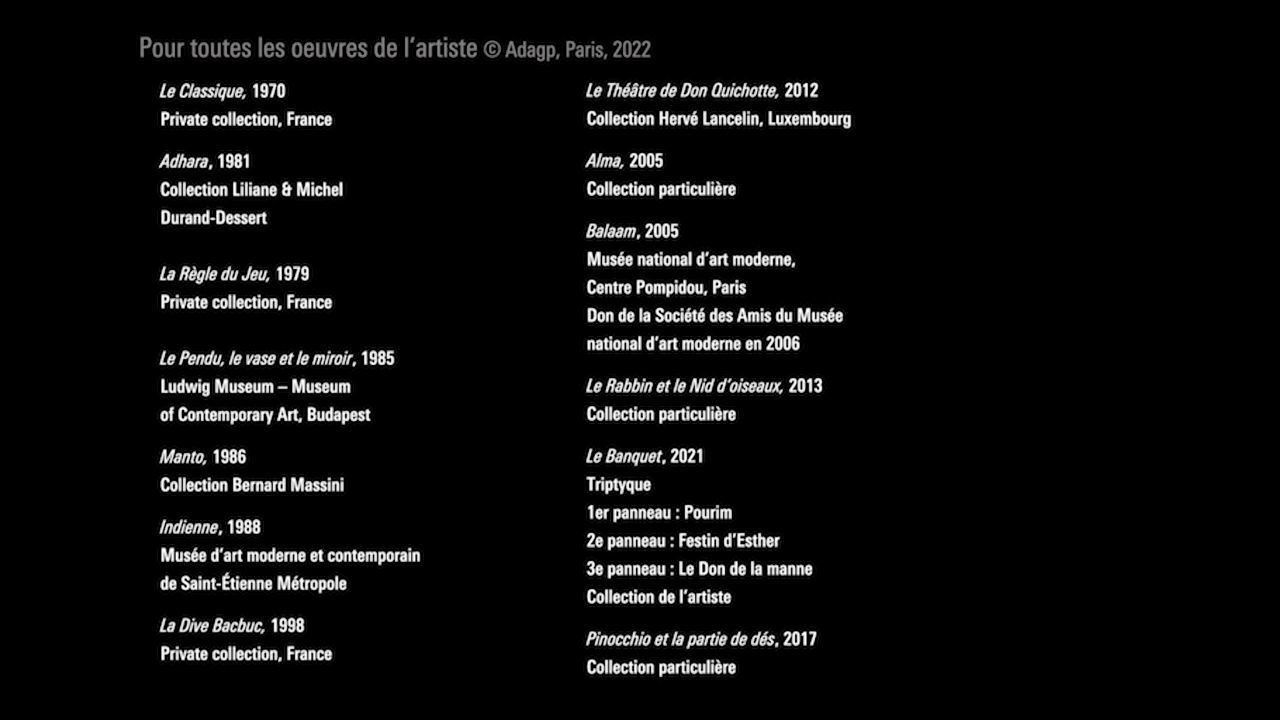 Pour toutes les oeuvres de l'artiste © Adagp, Paris, 2022
Le Classique, 1970
Private collection, France
Adhara, 1981
Collection Liliane & Michel
Durand-Dessert
La Règle du Jeu, 1979
Private collection, France
Le Pendu, le vase et le miroir, 1985
Ludwig Museum – Museum
of Contemporary Art, Budapest
Manto, 1986
Collection Bernard Massini
Indienne, 1988
Musée d'art moderne et contemporain
de Saint-Étienne Métropole
La Dive Bacbuc, 1998
Private collection, France
Le Théâtre de Don Quichotte, 2012
Collection Hervé Lancelin, Luxembourg
Alma, 2005
Collection particulière
Balaam, 2005
Musée national d'art moderne,
Centre Pompidou, Paris
Don de la Société des Amis du Musée
national d'art moderne en 2006
Le Rabbin et le Nid d'oiseaux, 2013
Collection particulière
Le Banquet, 2021
Triptyque
1er panneau : Pourim
2e panneau : Festin d'Esther
3e panneau : Le Don de la manne
Collection de l'artiste
Pinocchio et la partie de dés, 2017
Collection particulière